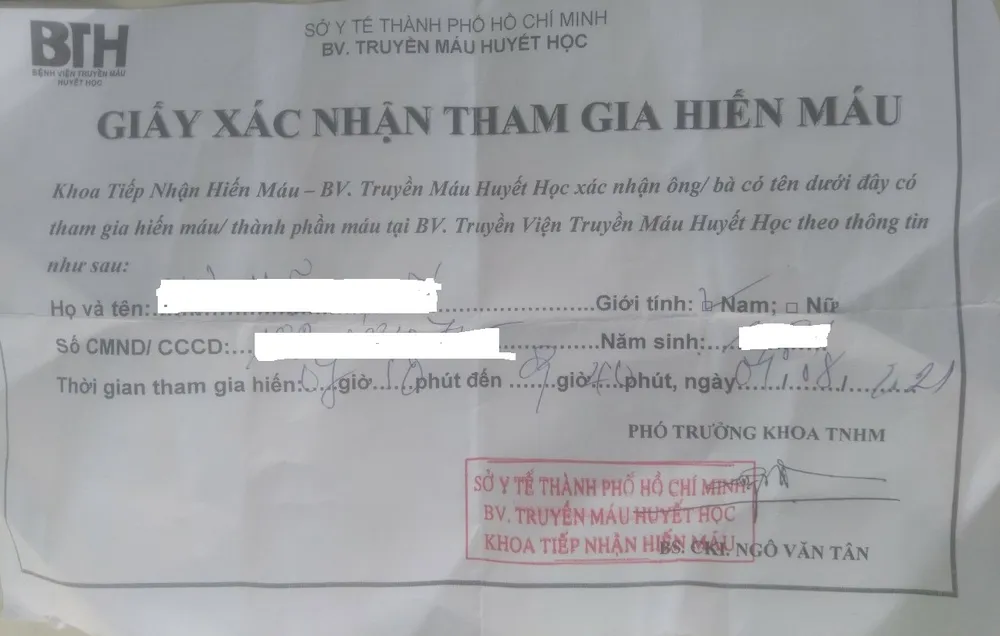 BTH
BỆNH VIỆN TRUYỀN MÁU
HUYẾT HỌC
SỞ Y TẾ THÀNH PHỐ HỒ CHÍ MINH
BV. TRUYỀN MÁU HUYẾT HỌC
GIẤY XÁC NHẬN THAM GIA HIẾN MÁU
Khoa Tiếp Nhận Hiến Máu – BV. Truyền Máu Huyết Học xác nhận ông/ bà có tên dưới đây có
tham gia hiến máu/ thành phần máu tại BV. Truyền Viện Truyền Máu Huyết Học theo thông tin
như sau:
Họ và tên: Giới tính: □ Nam; □ Nữ
Số CMND/ CCCD: Năm sinh:
Thời gian tham gia hiến: 07 giờ phút đến giờ phút, ngày 09/08/
PHÓ TRƯỞNG KHOA TNHM
SỞ Y TẾ THÀNH PHỐ HỒ CHÍ MINH
BV. TRUYỀN MÁU HUYẾT HỌC
KHOA TIẾP NHẬN HIẾN MÁU
BS. CKI. NGÔ VĂN TÂN